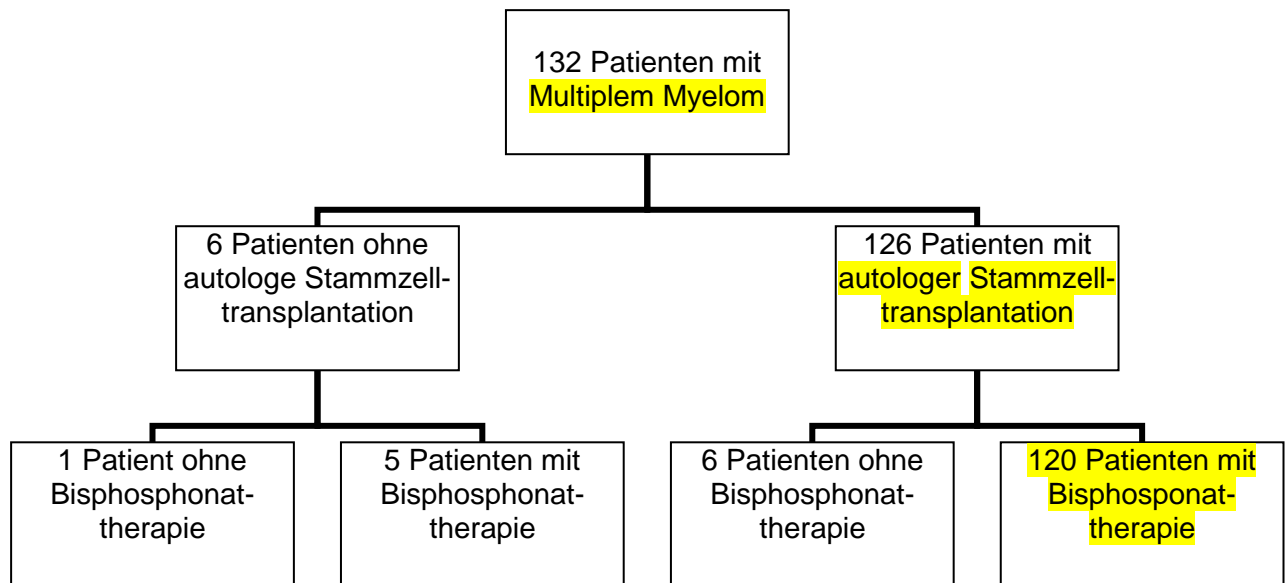 132 Patienten mit
Multiplem Myelom
6 Patienten ohne
autologe Stammzell-
transplantation
126 Patienten mit
autologer Stammzell-
transplantation
1 Patient ohne
Bisphosphonat-
therapie
5 Patienten mit
Bisphosphonat-
therapie
6 Patienten ohne
Bisphosphonat-
therapie
120 Patienten mit
Bisphosponat-
therapie